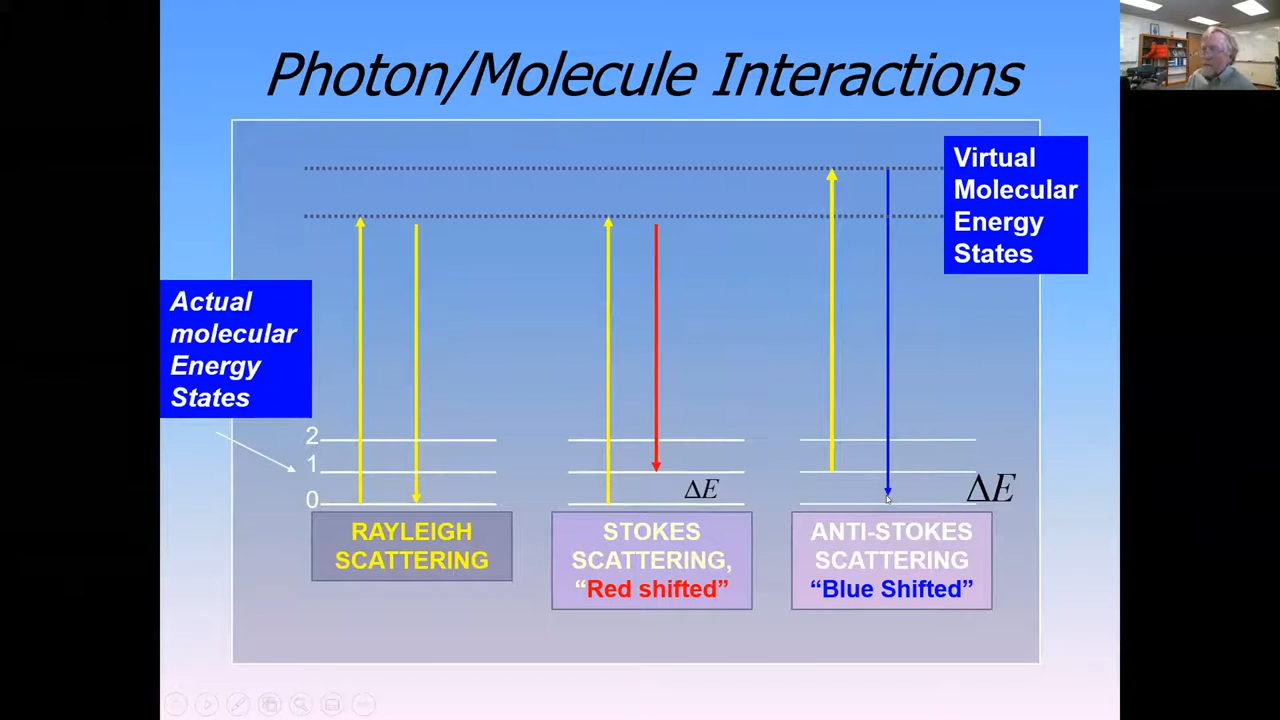 Photon/Molecule Interactions
Virtual
Molecular
Energy
States
Actual
molecular
Energy
States
2
1
0
ΔE
ΔE
RAYLEIGH
SCATTERING
STOKES
SCATTERING,
“Red shifted”
ANTI-STOKES
SCATTERING
“Blue Shifted”